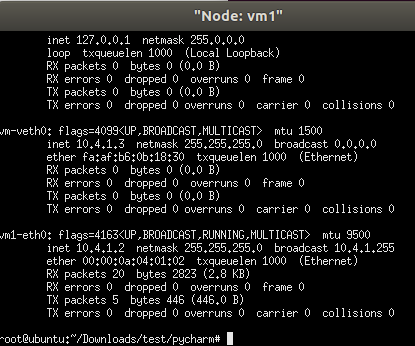 "Node: vm1"
inet 127.0.0.1  netmask 255.0.0.0
loop  txqueuelen 1000  (Local Loopback)
RX packets 0  bytes 0 (0.0 B)
RX errors 0  dropped 0  overruns 0  frame 0
TX packets 0  bytes 0 (0.0 B)
TX errors 0  dropped 0 overruns 0  carrier 0  collisions 0
vm-veth0: flags=4099<UP,BROADCAST,MULTICAST>  mtu 1500
inet 10.4.1.3  netmask 255.255.255.0  broadcast 0.0.0.0
ether fa:af:b6:0b:18:30  txqueuelen 1000  (Ethernet)
RX packets 0  bytes 0 (0.0 B)
RX errors 0  dropped 0  overruns 0  frame 0
TX packets 0  bytes 0 (0.0 B)
TX errors 0  dropped 0 overruns 0  carrier 0  collisions 0
vm1-eth0: flags=4163<UP,BROADCAST,RUNNING,MULTICAST>  mtu 9500
inet 10.4.1.2  netmask 255.255.255.0  broadcast 10.4.1.255
ether 00:00:0a:04:01:02  txqueuelen 1000  (Ethernet)
RX packets 20  bytes 2823 (2.8 KB)
RX errors 0  dropped 0  overruns 0  frame 0
TX packets 5  bytes 446 (446.0 B)
TX errors 0  dropped 0 overruns 0  carrier 0  collisions 0
root@ubuntu:~/Downloads/test/pycharm#